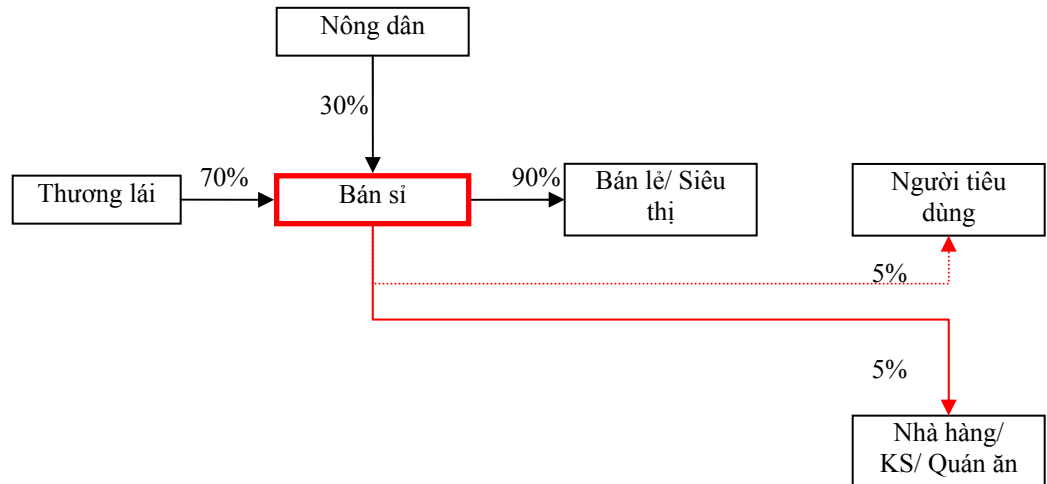 Nông dân
30%
Thương lái
70%
Bán sỉ
90%
Bán lẻ/ Siêu
thị
Người tiêu
dùng
5%
5%
Nhà hàng/
KS/ Quán ăn